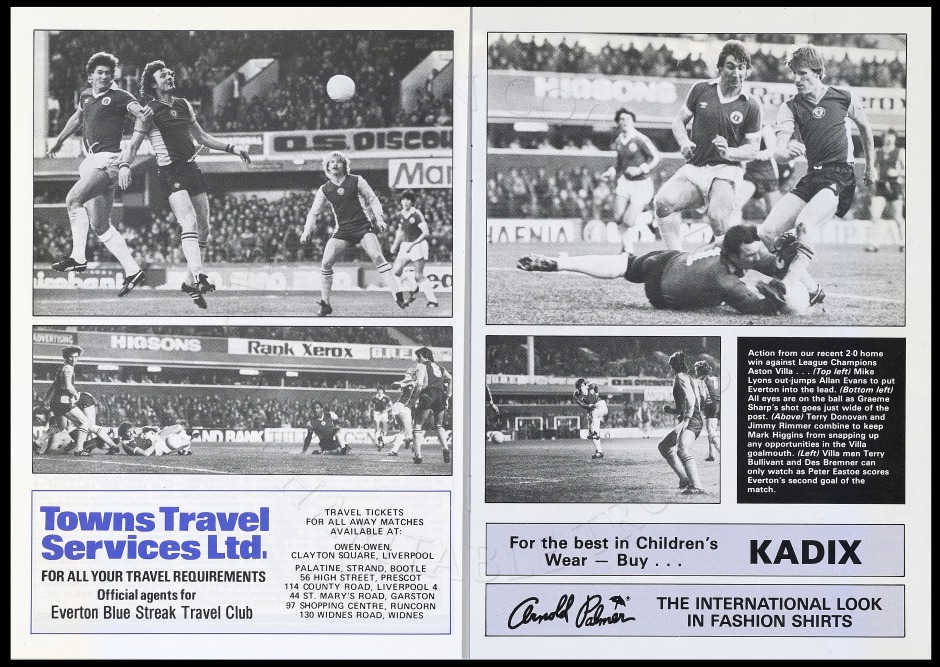 O.S. DISCOU
Mar
ADVERTISING
HIGSONS
Rank Xerox
AND RANK
Towns Travel
Services Ltd.
FOR ALL YOUR TRAVEL REQUIREMENTS
Official agents for
Everton Blue Streak Travel Club
TRAVEL TICKETS
FOR ALL AWAY MATCHES
AVAILABLE AT:
OWEN-OWEN,
CLAYTON SQUARE, LIVERPOOL
PALATINE, STRAND, BOOTLE
56 HIGH STREET, PRESCOT
114 COUNTY ROAD, LIVERPOOL 4
44 ST. MARY'S ROAD, GARSTON
97 SHOPPING CENTRE, RUNCORN
130 WIDNES ROAD, WIDNES
HIGSONS
Action from our recent 2-0 home
win against League Champions
Aston Villa . . . (Top left) Mike
Lyons out-jumps Allan Evans to put
Everton into the lead. (Bottom left)
All eyes are on the ball as Graeme
Sharp's shot goes just wide of the
post. (Above) Terry Donovan and
Jimmy Rimmer combine to keep
Mark Higgins from snapping up
any opportunities in the Villa
goalmouth. (Left) Villa men Terry
Bullivant and Des Bremner can
only watch as Peter Eastoe scores
Everton's second goal of the
match.
For the best in Children's
Wear — Buy . . .
KADIX
Arnold Palmer
THE INTERNATIONAL LOOK
IN FASHION SHIRTS